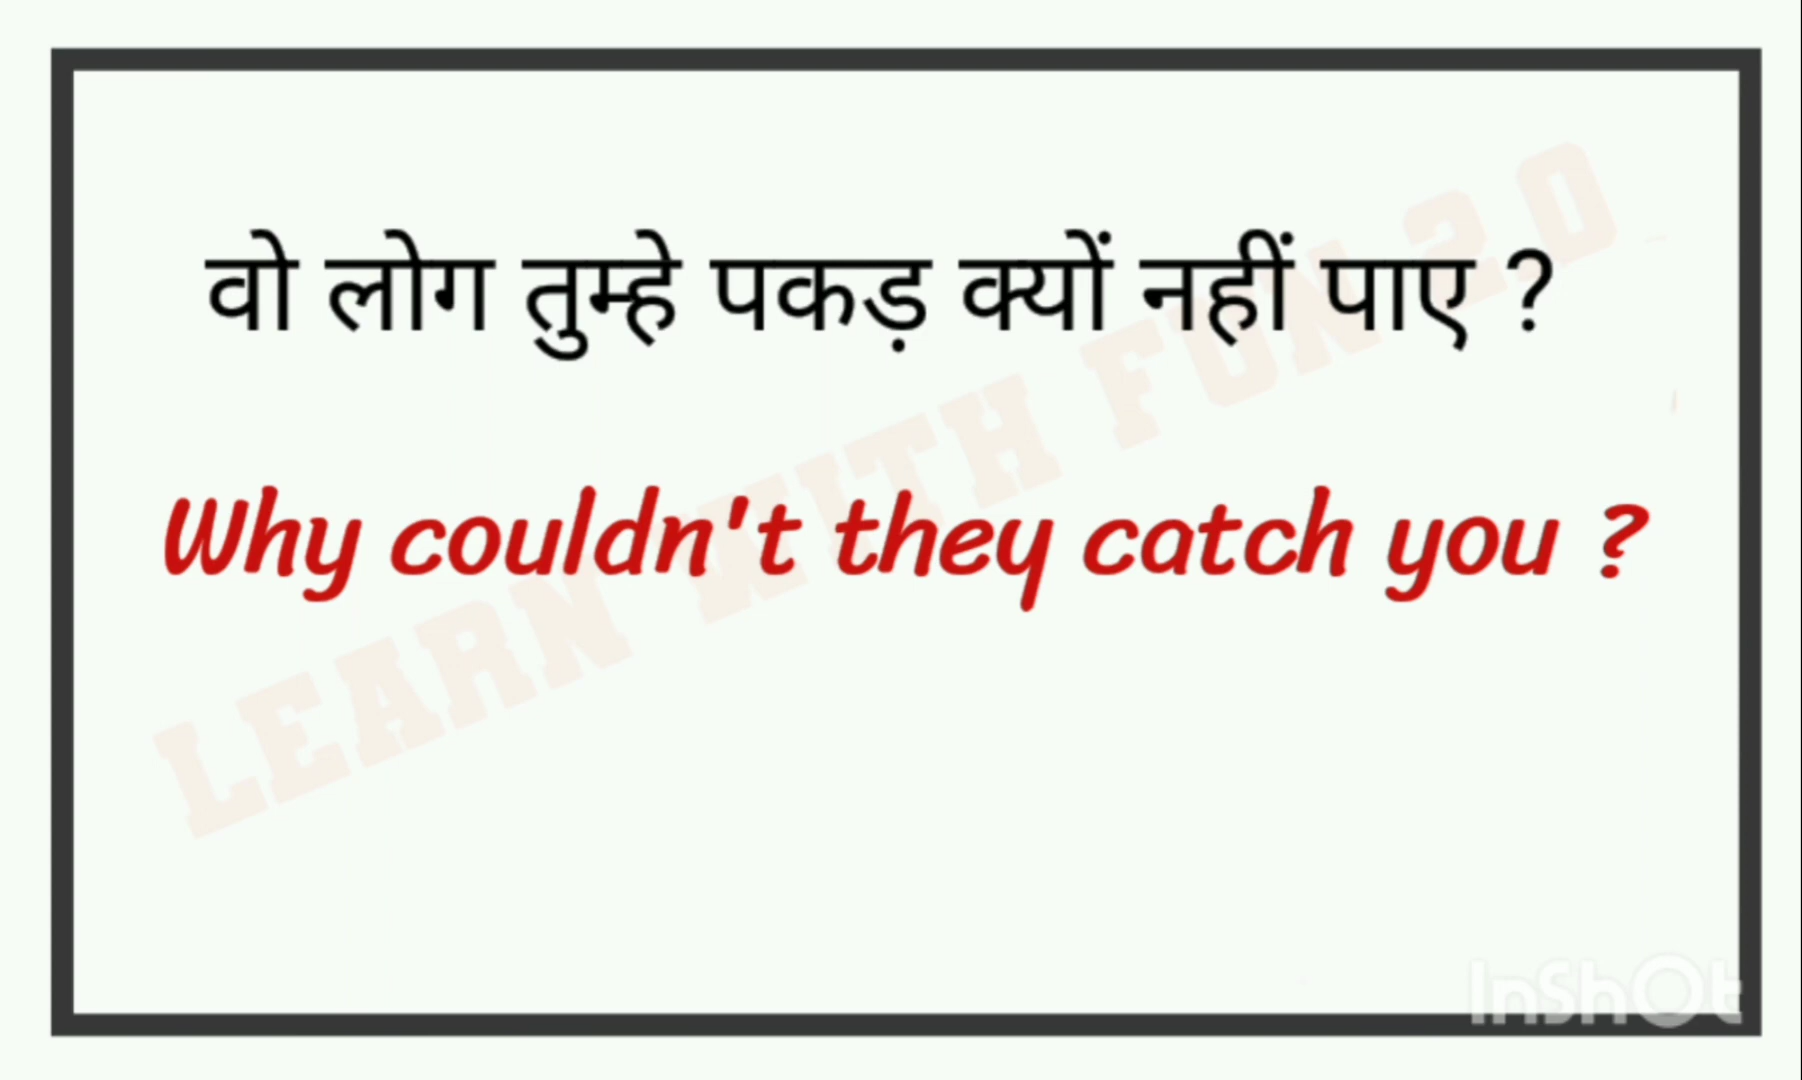 वो लोग तुम्हे पकड़ क्यों नहीं पाए ?
Why couldn't they catch you ?
LEARN WITH FUN 2.0
InShOt